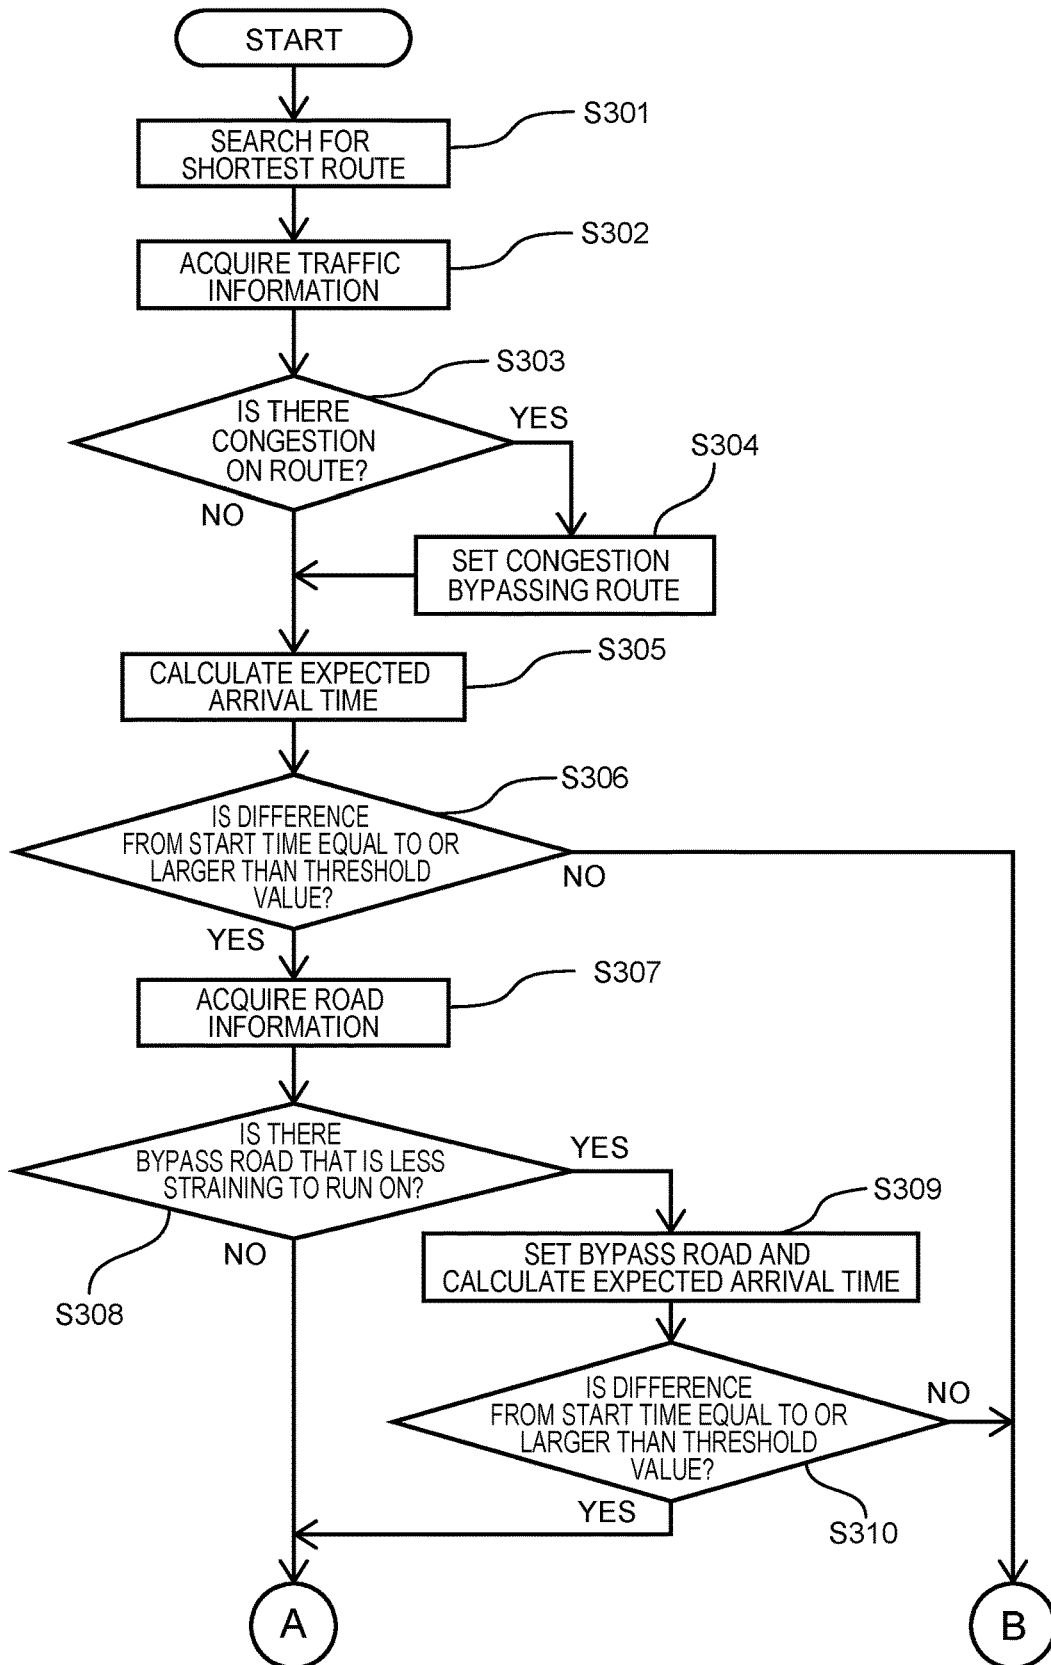 START
S301
SEARCH FOR
SHORTEST ROUTE
S302
ACQUIRE TRAFFIC
INFORMATION
S303
IS THERE
CONGESTION
ON ROUTE?
YES
NO
S304
SET CONGESTION
BYPASSING ROUTE
S305
CALCULATE EXPECTED
ARRIVAL TIME
S306
IS DIFFERENCE
FROM START TIME EQUAL TO OR
LARGER THAN THRESHOLD
VALUE?
NO
YES
S307
ACQUIRE ROAD
INFORMATION
IS THERE
BYPASS ROAD THAT IS LESS
STRAINING TO RUN ON?
YES
NO
S308
S309
SET BYPASS ROAD AND
CALCULATE EXPECTED ARRIVAL TIME
IS DIFFERENCE
FROM START TIME EQUAL TO OR
LARGER THAN THRESHOLD
VALUE?
NO
YES
S310
A
B